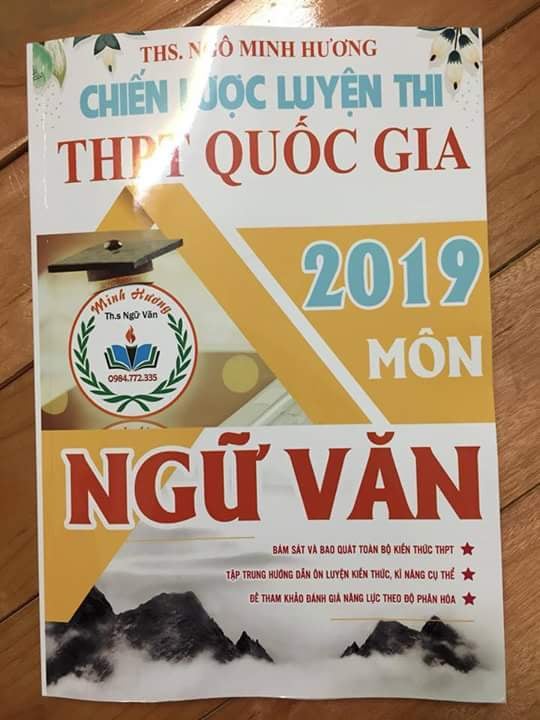 THS. NGÔ MINH HƯƠNG
CHIẾN LƯỢC LUYỆN THI
THPT QUỐC GIA
2019
MÔN
Minh Hương
Th.s Ngữ Văn
0984.772.335
NGỮ VĂN
BÁM SÁT VÀ BAO QUÁT TOÀN BỘ KIẾN THỨC THPT
TẬP TRUNG HƯỚNG DẪN ÔN LUYỆN KIẾN THỨC, KĨ NĂNG CỤ THỂ
ĐỀ THAM KHẢO ĐÁNH GIÁ NĂNG LỰC THEO ĐỘ PHÂN HÓA